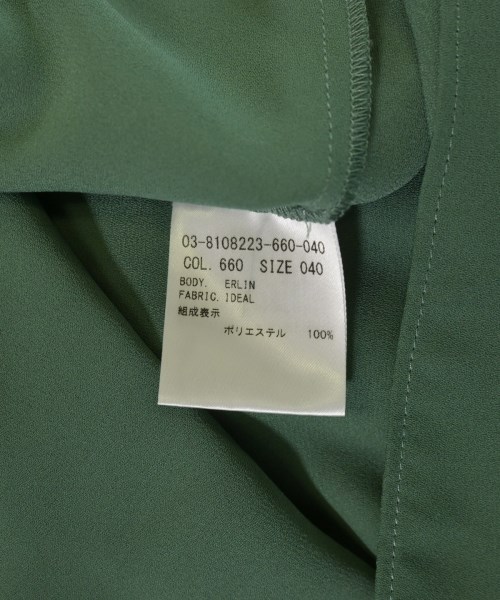 03-8108223-660-040
COL. 660 SIZE 040
BODY. ERLIN
FABRIC. IDEAL
組成表示
ポリエステル 100%